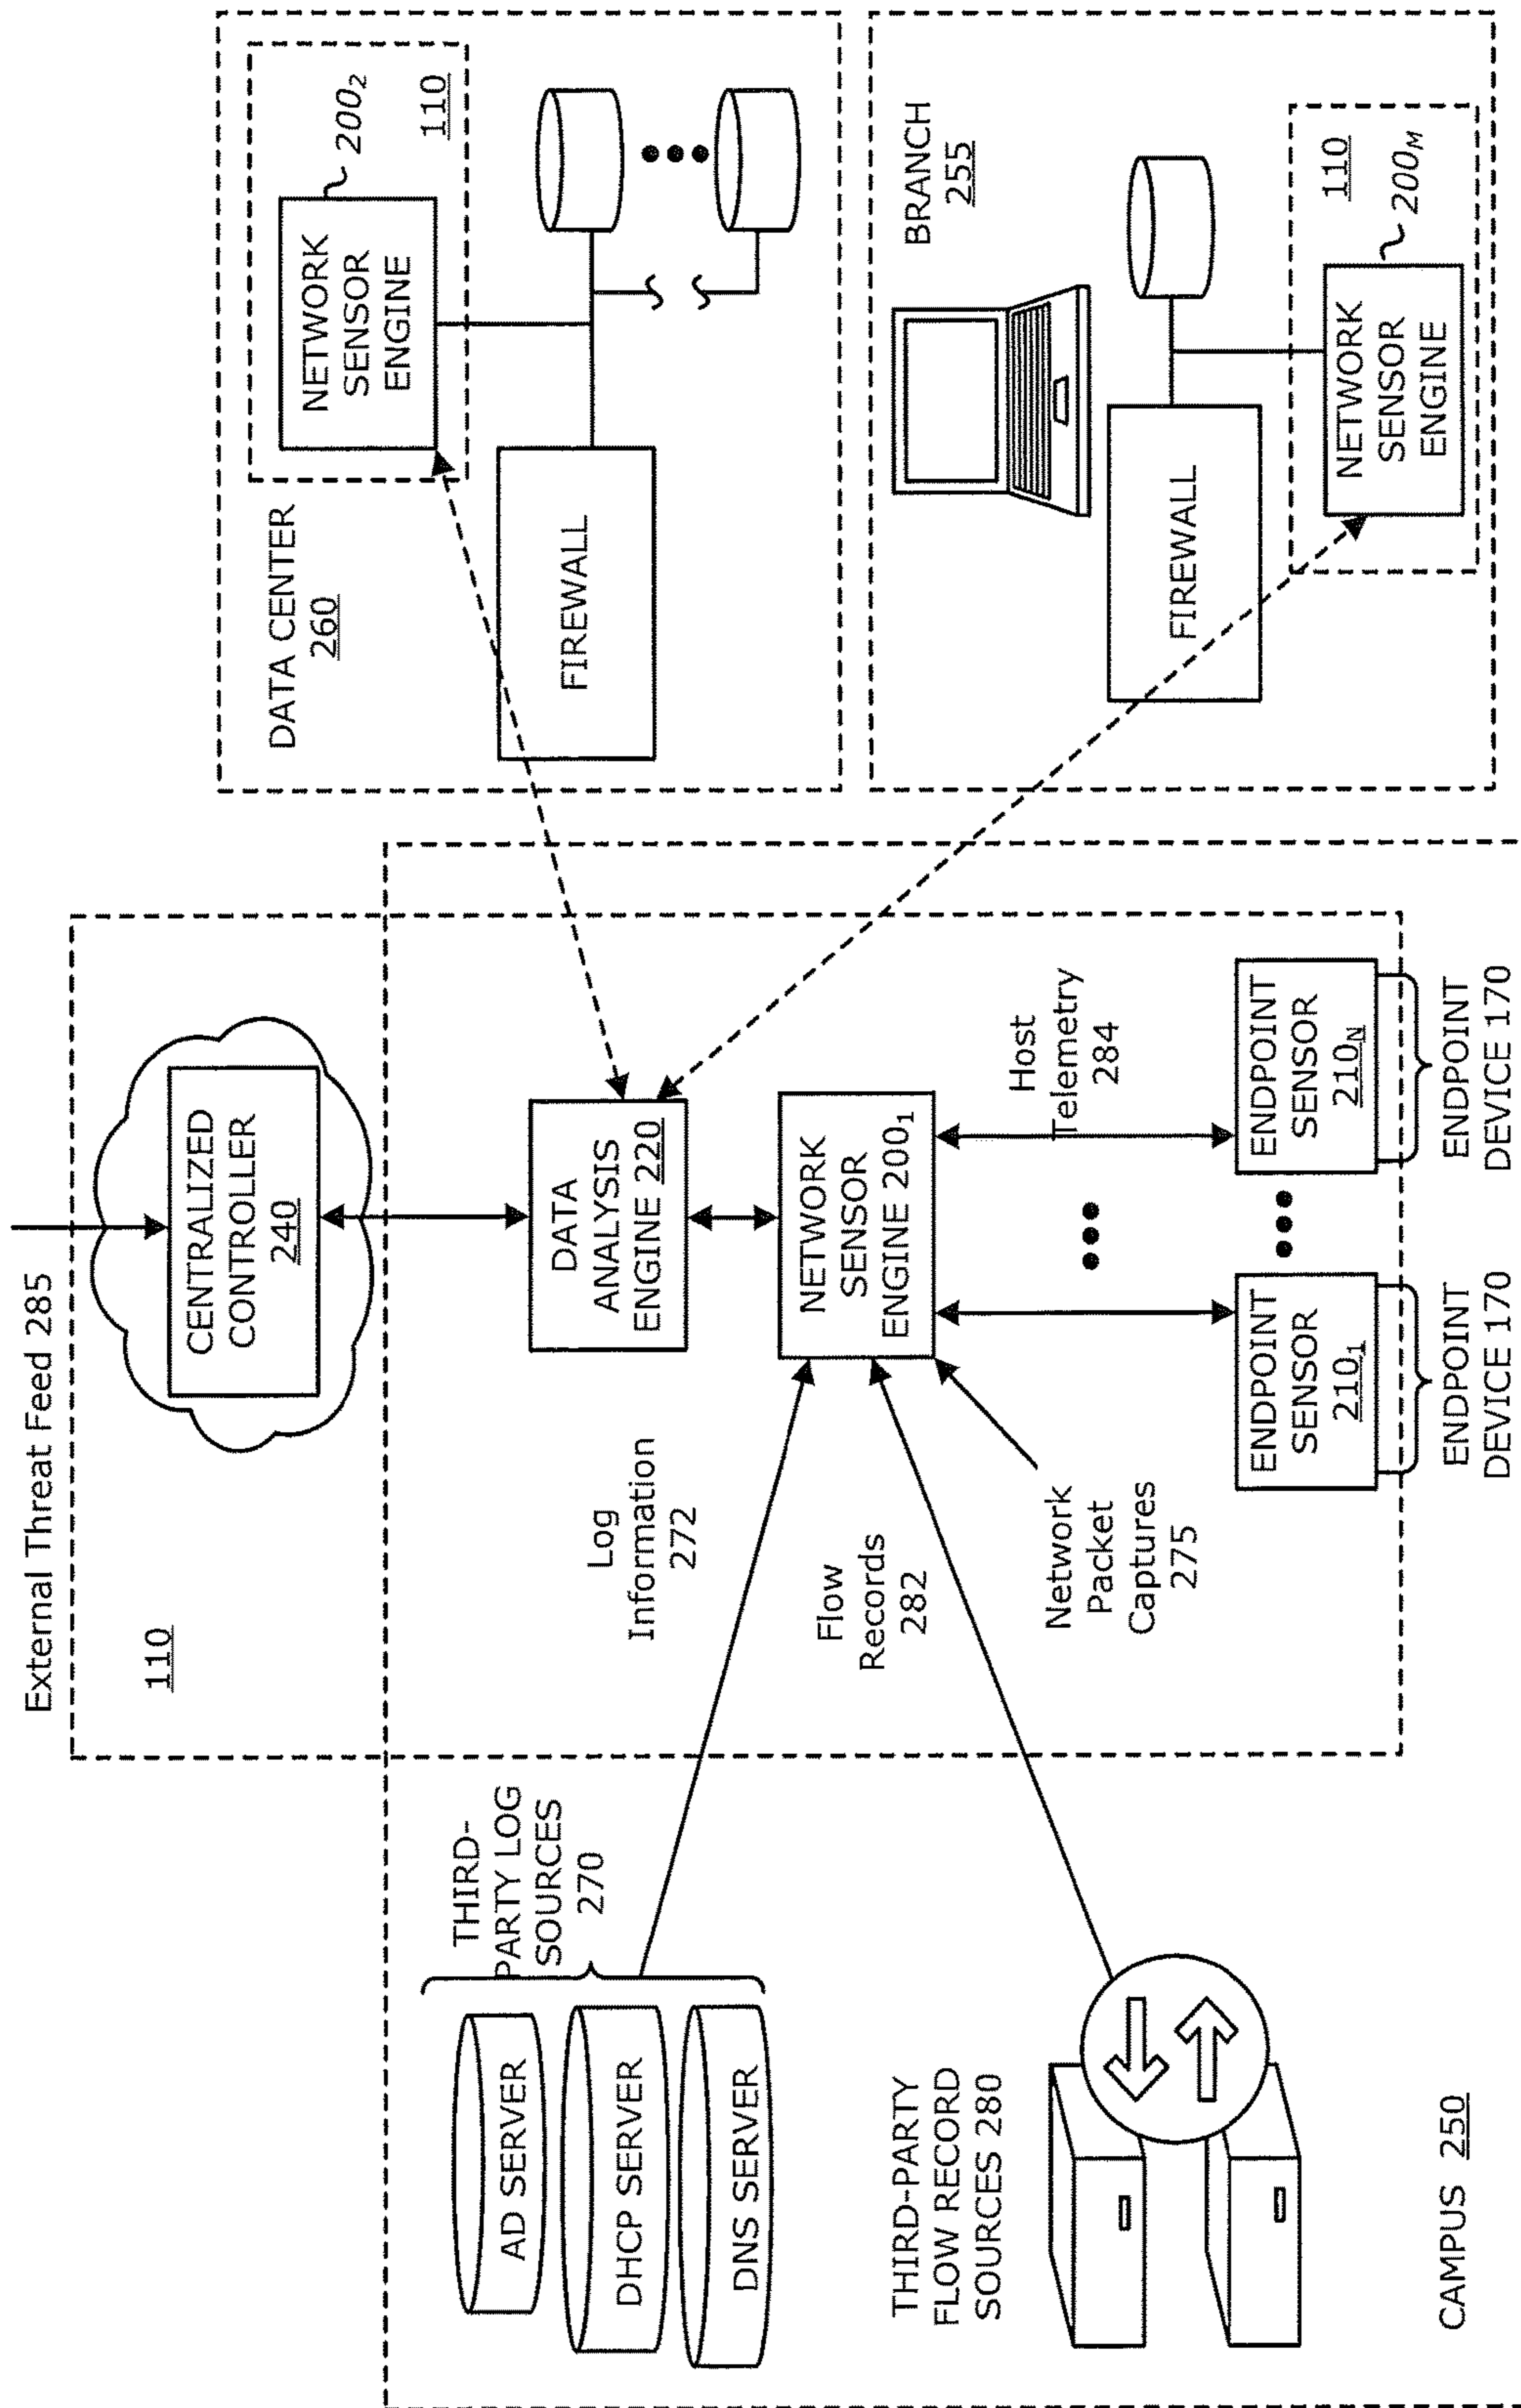 External Threat Feed 285
110
CENTRALIZED
CONTROLLER
240
THIRD-
PARTY LOG
SOURCES
270
AD SERVER
DHCP SERVER
DNS SERVER
Log
Information
272
DATA
ANALYSIS
ENGINE 220
THIRD-PARTY
FLOW RECORD
SOURCES 280
Flow
Records
282
NETWORK
SENSOR
ENGINE 200₁
Network
Packet
Captures
275
Host
Telemetry
284
ENDPOINT
SENSOR
210₁
ENDPOINT
SENSOR
210N
ENDPOINT
DEVICE 170
ENDPOINT
DEVICE 170
CAMPUS 250
DATA CENTER
260
NETWORK
SENSOR
ENGINE
200₂
110
FIREWALL
BRANCH
255
FIREWALL
NETWORK
SENSOR
ENGINE
110
200M